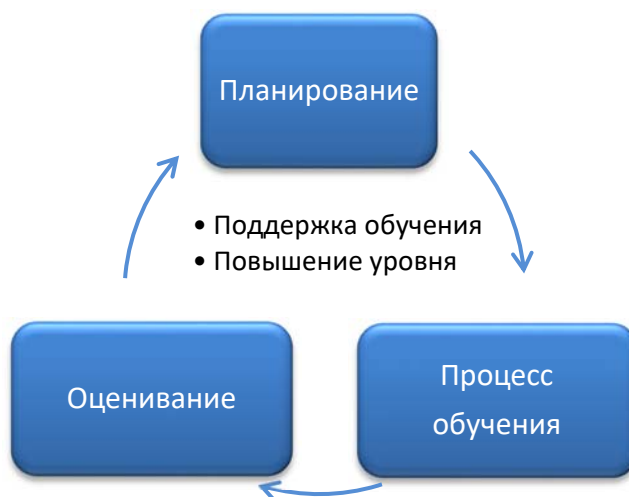 Планирование
• Поддержка обучения
• Повышение уровня
Оценивание
Процесс
обучения